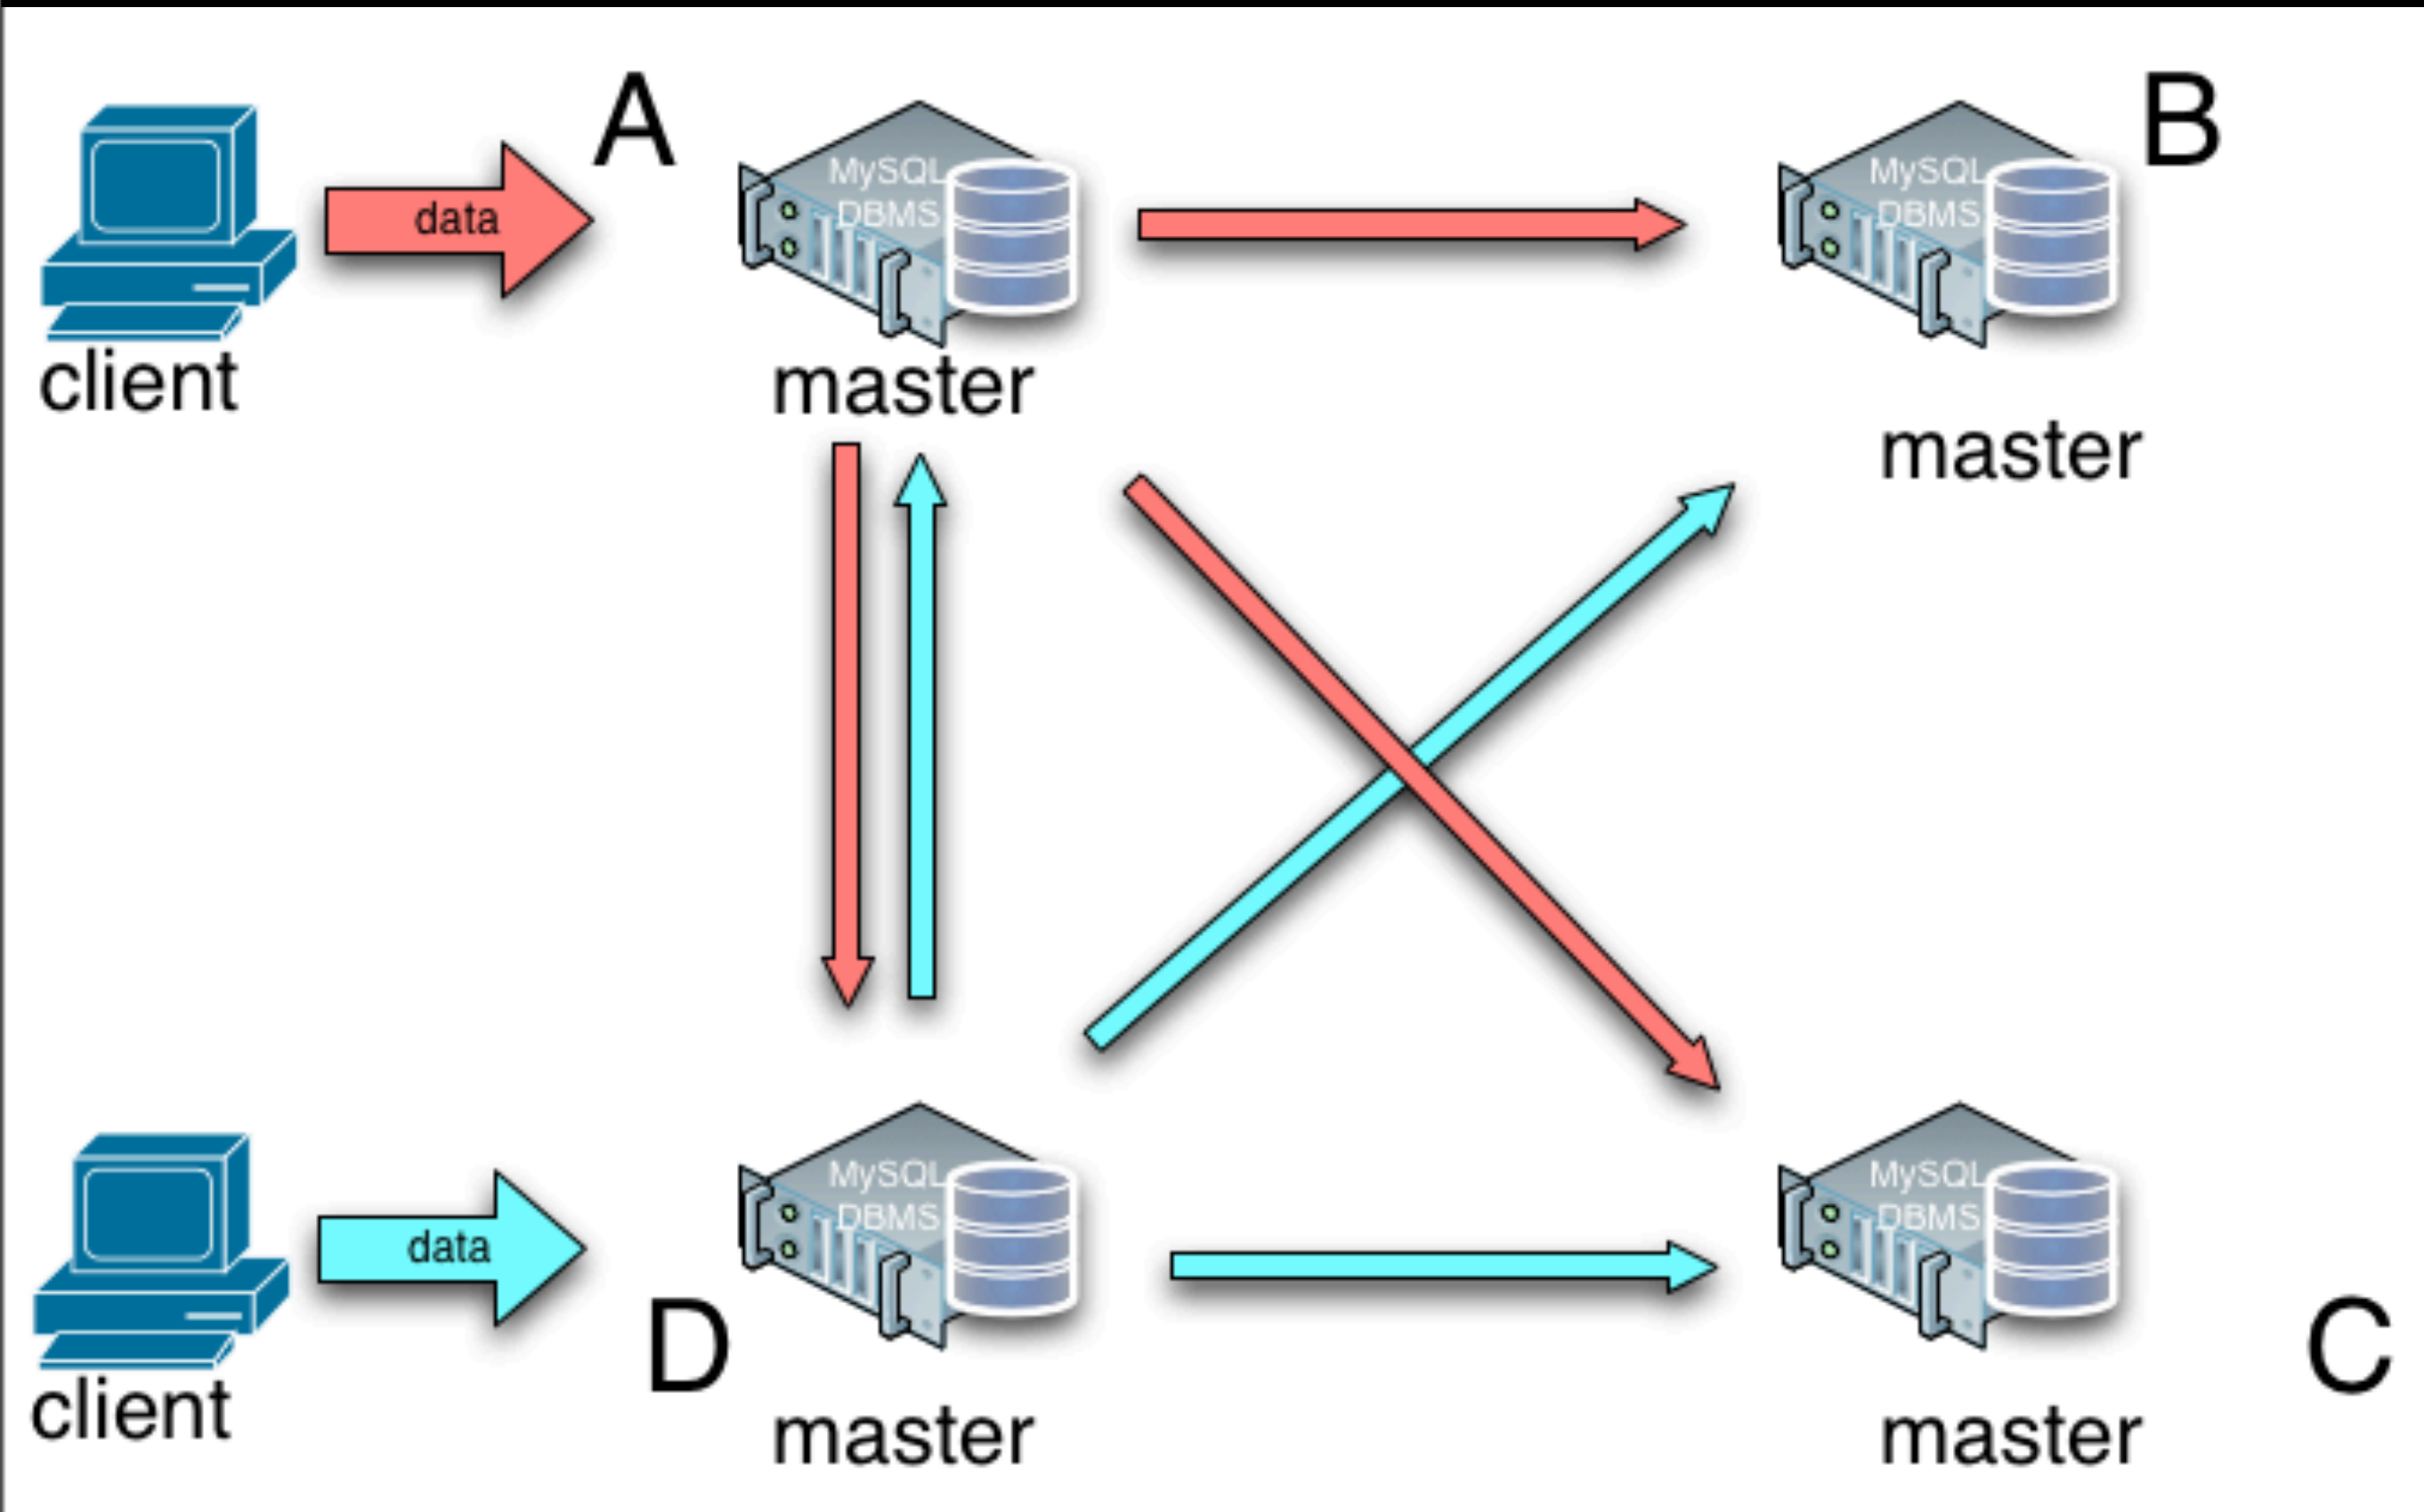 A
B
MySQL
DBMS
MySQL
DBMS
data
client
master
master
MySQL
DBMS
MySQL
DBMS
data
D
C
client
master
master